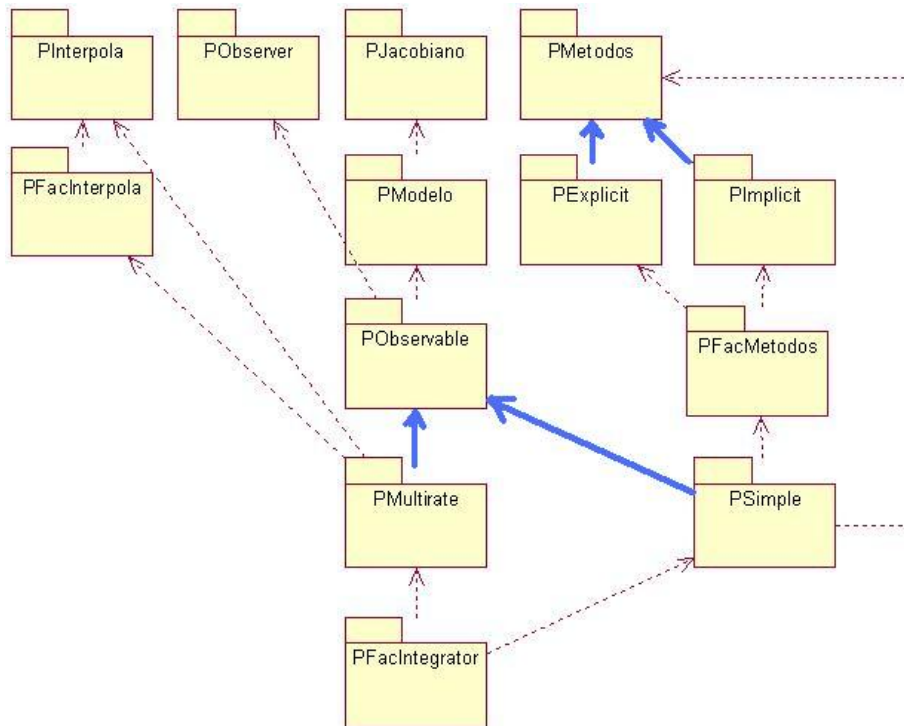 PInterpola
PObserver
PJacobiano
PMetodos
PFacInterpola
PModelo
PExplicit
PImplicit
PObservable
PFacMetodos
PMultirate
PSimple
PFacIntegrator